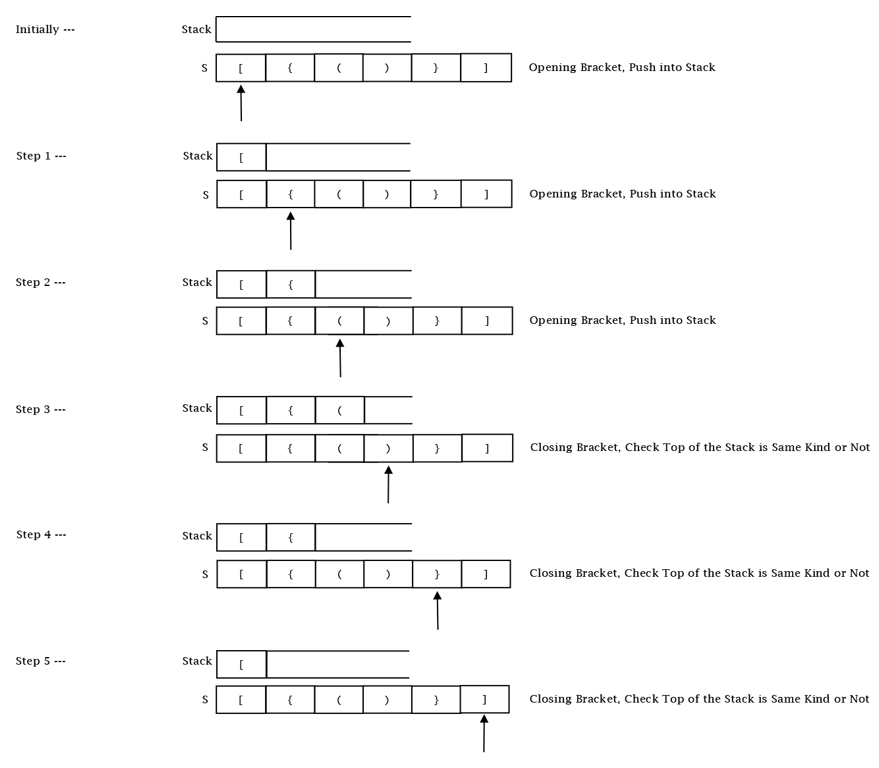 Initially --- Stack
S [ { ( ) } ] Opening Bracket, Push into Stack
Step 1 --- Stack [
S [ { ( ) } ] Opening Bracket, Push into Stack
Step 2 --- Stack [ {
S [ { ( ) } ] Opening Bracket, Push into Stack
Step 3 --- Stack [ { (
S [ { ( ) } ] Closing Bracket, Check Top of the Stack is Same Kind or Not
Step 4 --- Stack [ {
S [ { ( ) } ] Closing Bracket, Check Top of the Stack is Same Kind or Not
Step 5 --- Stack [
S [ { ( ) } ] Closing Bracket, Check Top of the Stack is Same Kind or Not